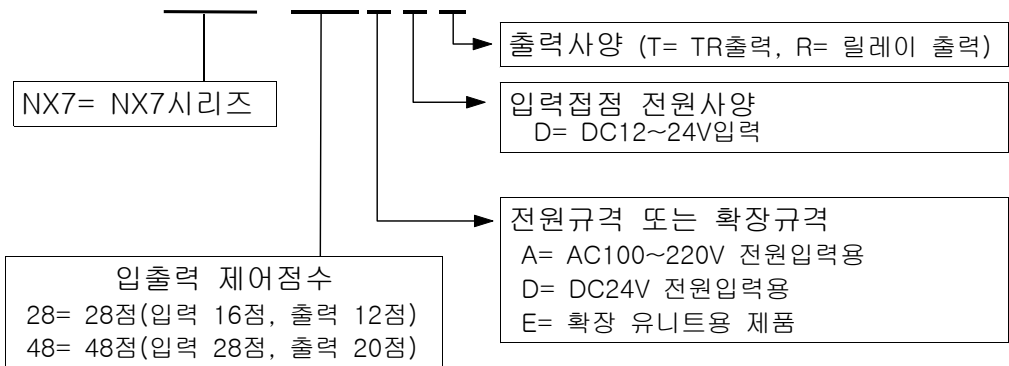 출력사양 (T= TR출력, R= 릴레이 출력)
NX7= NX7시리즈
입력접점 전원사양
D= DC12~24V입력
전원규격 또는 확장규격
A= AC100~220V 전원입력용
D= DC24V 전원입력용
E= 확장 유니트용 제품
입출력 제어점수
28= 28점(입력 16점, 출력 12점)
48= 48점(입력 28점, 출력 20점)